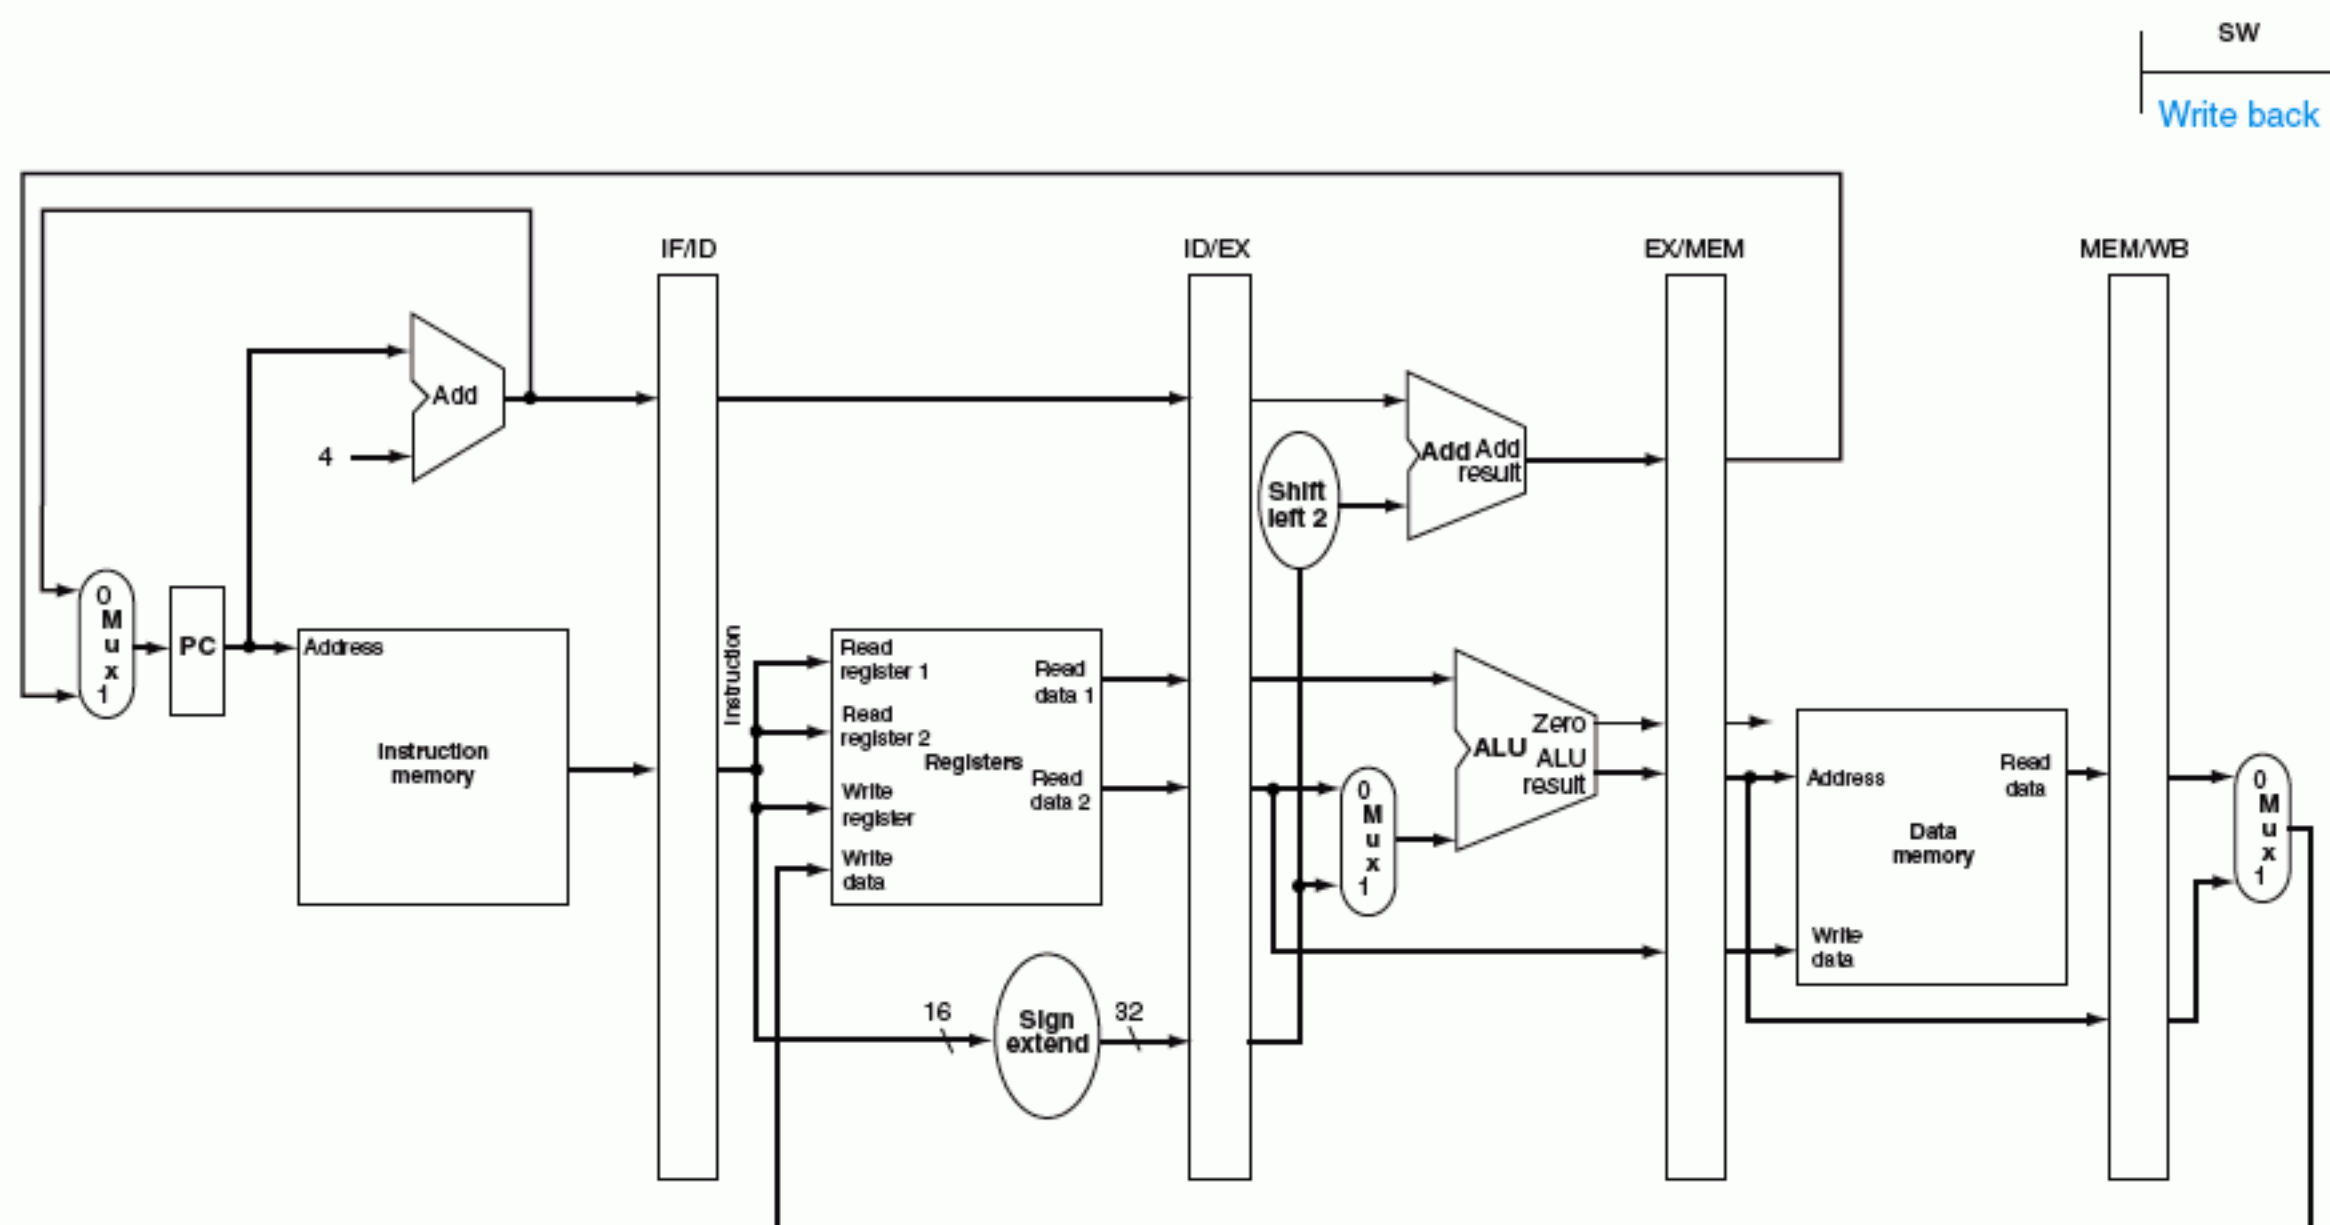 SW
Write back
IF/ID
ID/EX
EX/MEM
MEM/WB
Add
4
Add Add
result
Shift
left 2
0
M
u
x
1
PC
Address
Instruction
memory
Instruction
Read
register 1
Read
register 2
Write
register
Write
data
Registers
Read
data 1
Read
data 2
16
Sign
extend
32
0
M
u
x
1
ALU
Zero
ALU
result
Address
Read
data
Data
memory
Write
data
0
M
u
x
1